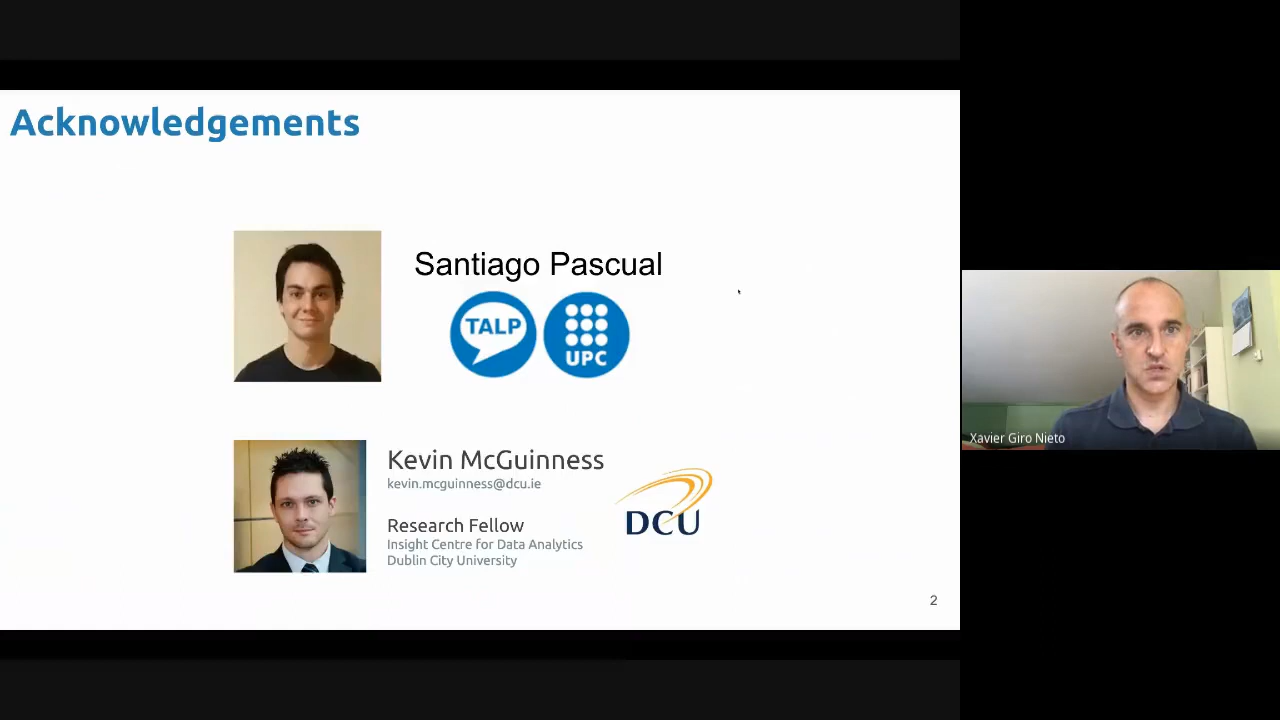 Acknowledgements
Santiago Pascual
TALP
UPC
Kevin McGuinness
kevin.mcguinness@dcu.ie
DCU
Research Fellow
Insight Centre for Data Analytics
Dublin City University
2
Xavier Giro Nieto